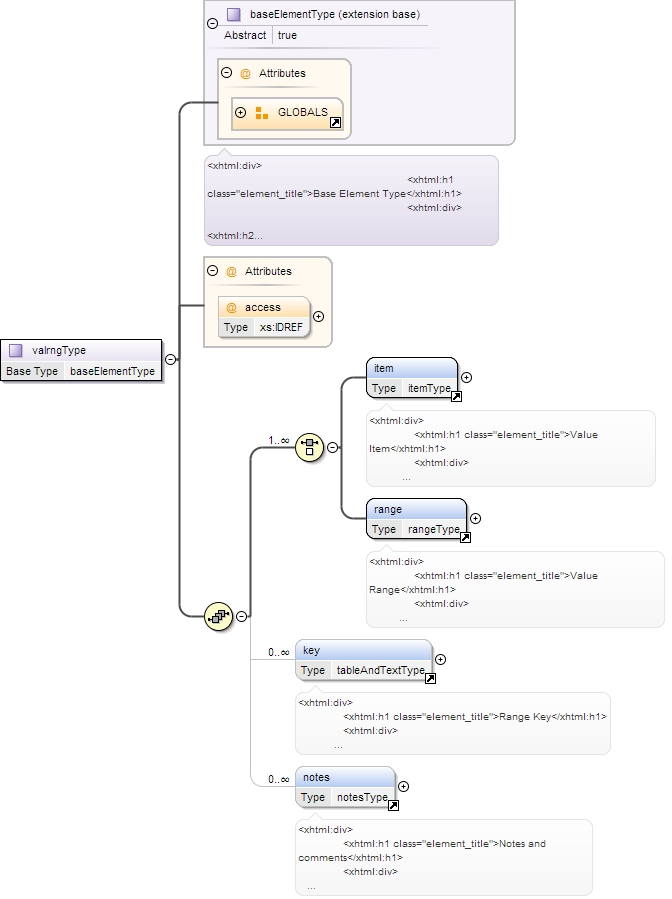 baseElementType (extension base)
Abstract true
@ Attributes
GLOBALS
<xhtml:div>
<xhtml:h1
class="element_title">Base Element Type</xhtml:h1>
<xhtml:div>
<xhtml:h2...
@ Attributes
@ access
Type xs:IDREF
valrngType
Base Type baseElementType
item
Type itemType
1..∞
<xhtml:div>
<xhtml:h1 class="element_title">Value
Item</xhtml:h1>
<xhtml:div>
...
range
Type rangeType
<xhtml:div>
<xhtml:h1 class="element_title">Value
Range</xhtml:h1>
<xhtml:div>
...
0..∞
key
Type tableAndTextType
<xhtml:div>
<xhtml:h1 class="element_title">Range Key</xhtml:h1>
<xhtml:div>
...
0..∞
notes
Type notesType
<xhtml:div>
<xhtml:h1 class="element_title">Notes and
comments</xhtml:h1>
<xhtml:div>
...